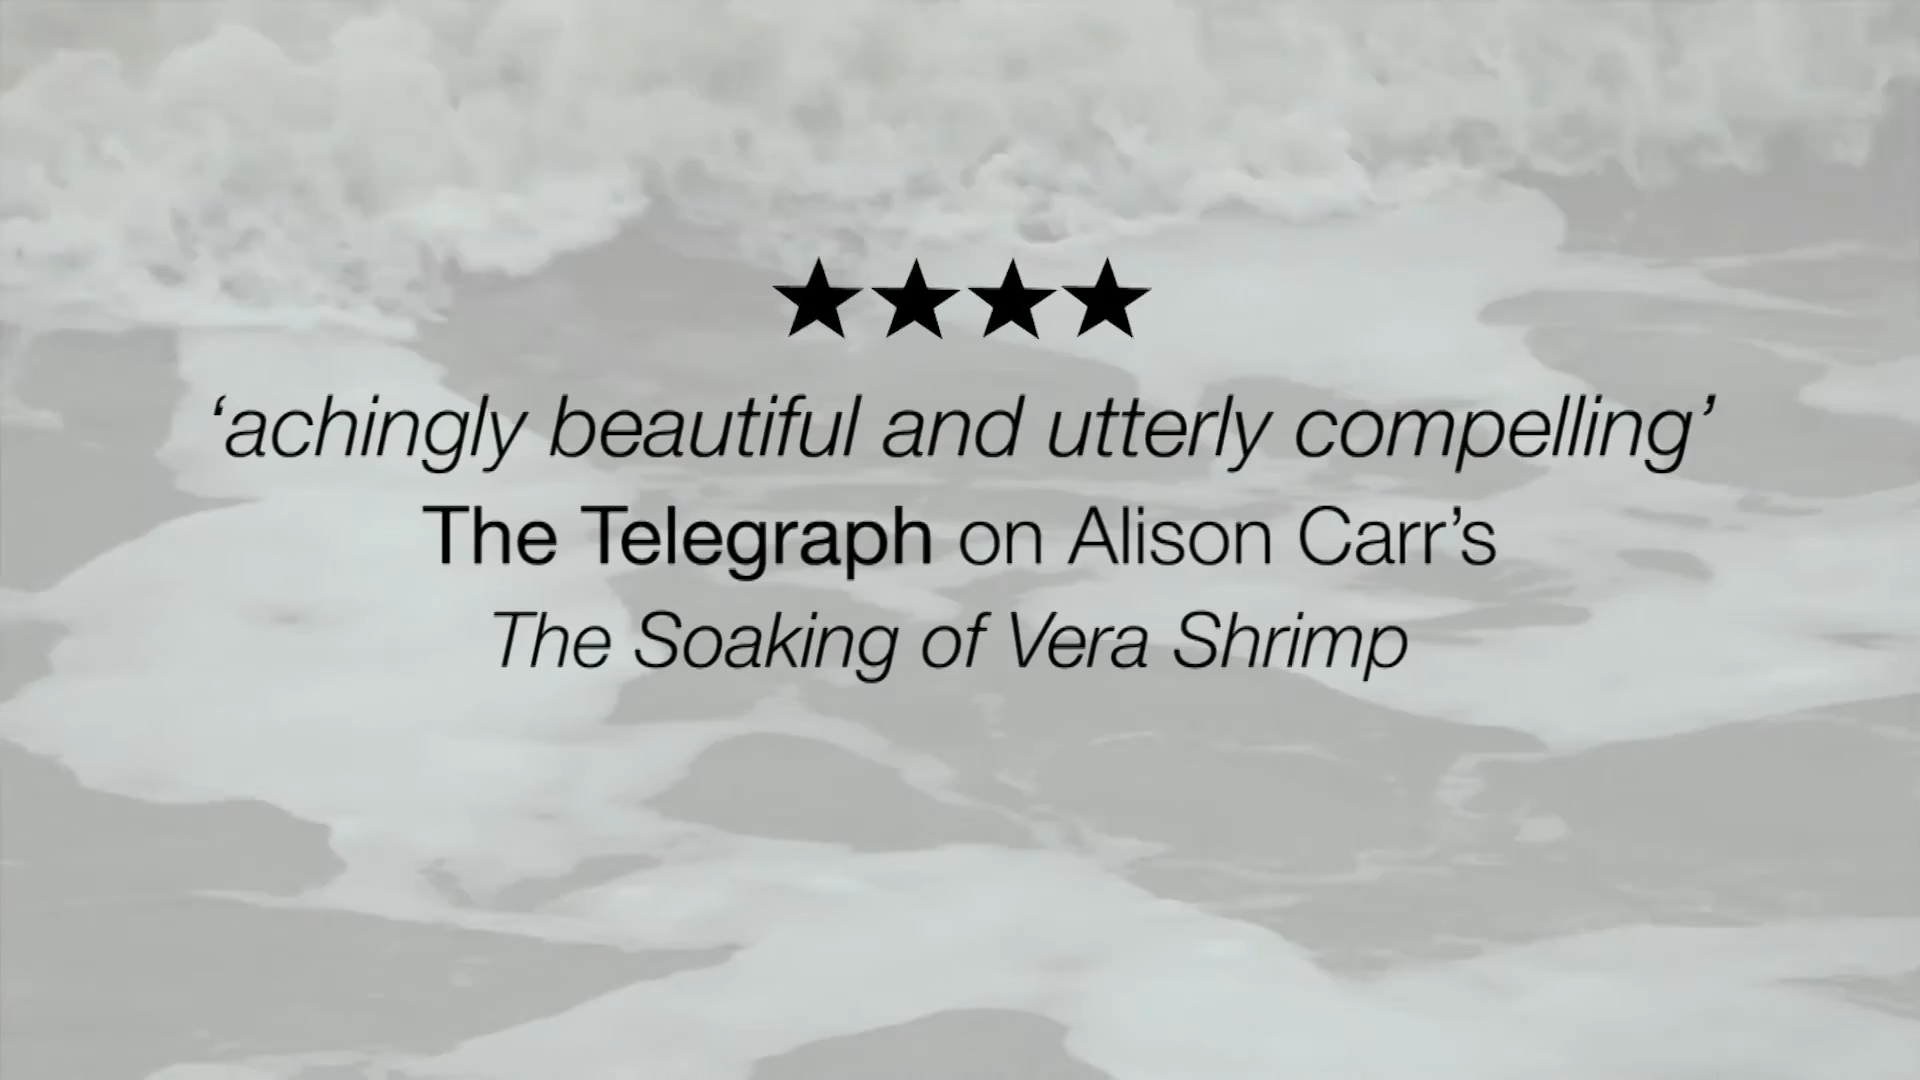 ★★★★
‘achingly beautiful and utterly compelling’
The Telegraph on Alison Carr’s
The Soaking of Vera Shrimp